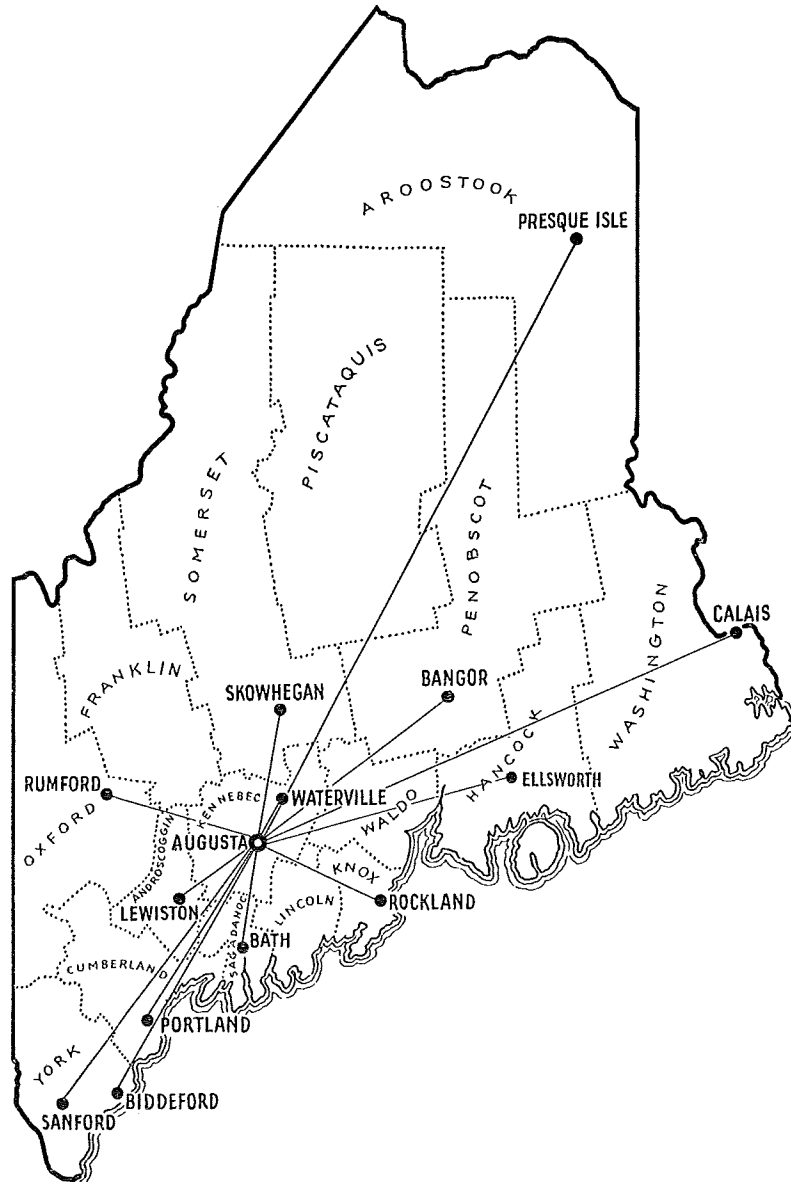 AROOSTOOK
PRESQUE ISLE
PISCATAQUIS
SOMERSET
PENOBSCOT
WASHINGTON
CALAIS
FRANKLIN
SKOWHEGAN
BANGOR
HANCOCK
ELLSWORTH
RUMFORD
KENNEBEC
WATERVILLE
WALDO
OXFORD
AUGUSTA
ANDROSCOGGIN
KNOX
LEWISTON
ROCKLAND
LINCOLN
SAGADAHOC
BATH
CUMBERLAND
PORTLAND
YORK
BIDDEFORD
SANFORD